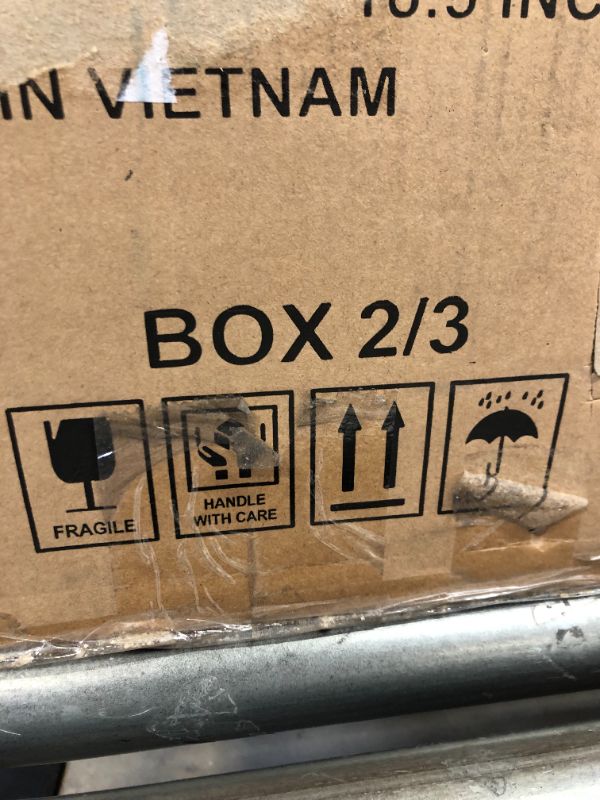 IN VIETNAM
BOX 2/3
FRAGILE
HANDLE
WITH CARE